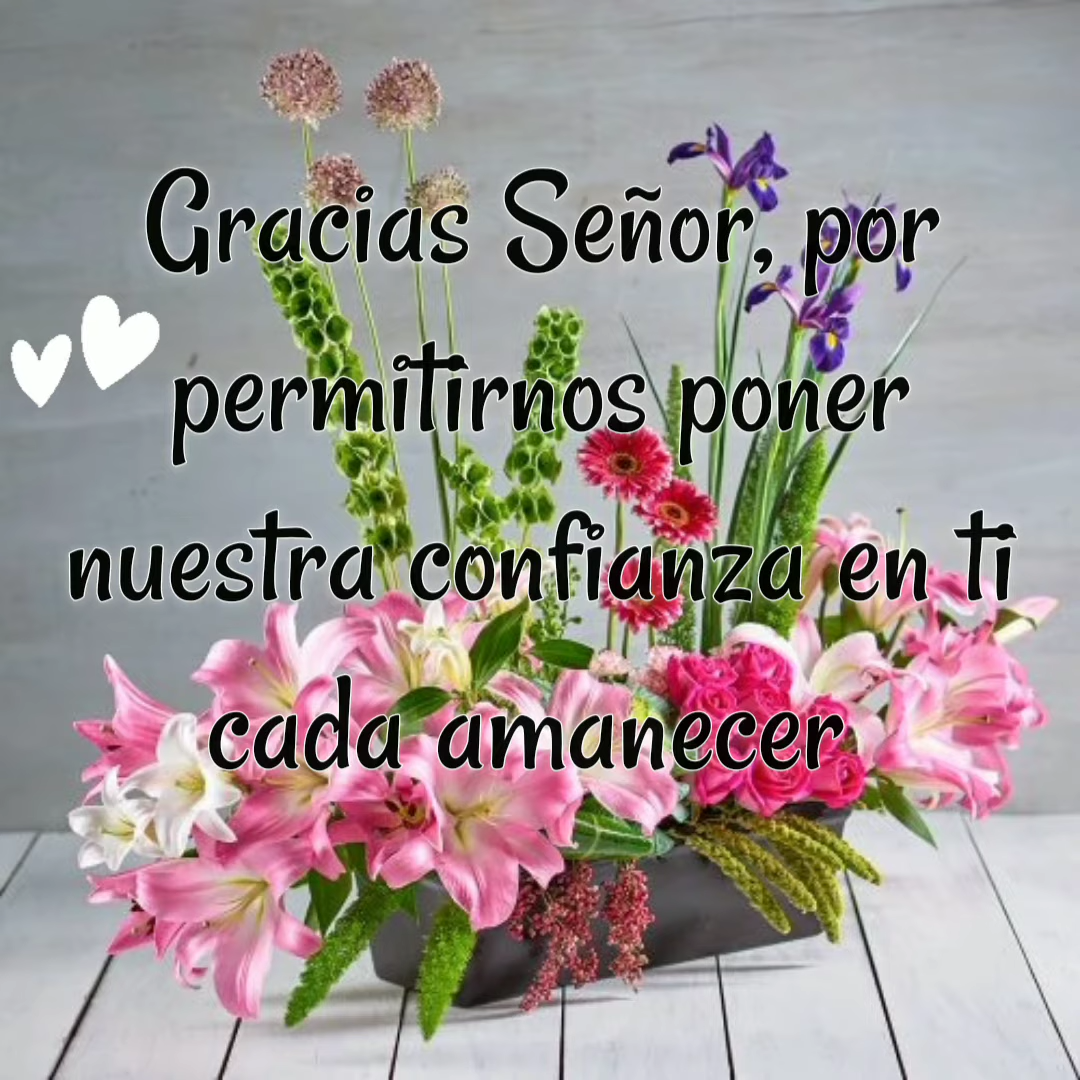 Gracias Señor, por
permitirnos poner
nuestra confianza en ti
cada amanecer